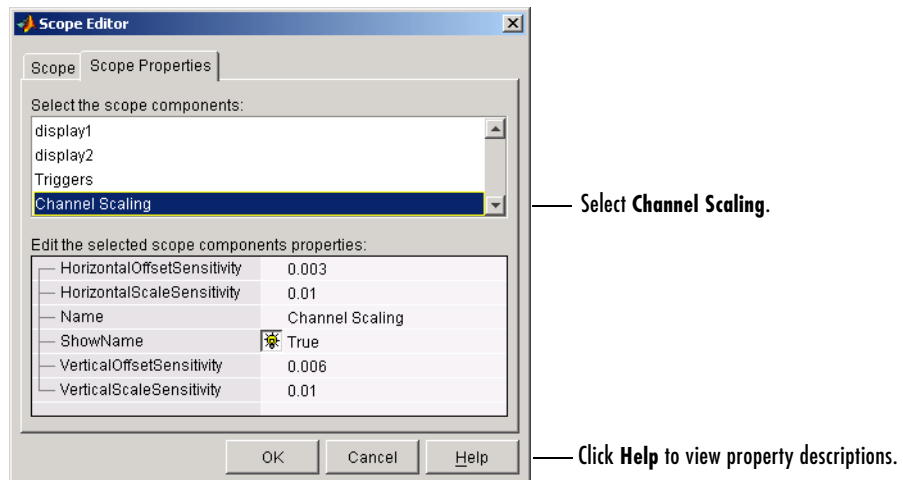 Scope Editor
Scope Scope Properties
Select the scope components:
display1
display2
Triggers
Channel Scaling
Select Channel Scaling.
Edit the selected scope components properties:
HorizontalOffsetSensitivity 0.003
HorizontalScaleSensitivity 0.01
Name Channel Scaling
ShowName True
VerticalOffsetSensitivity 0.006
VerticalScaleSensitivity 0.01
OK Cancel Help
Click Help to view property descriptions.